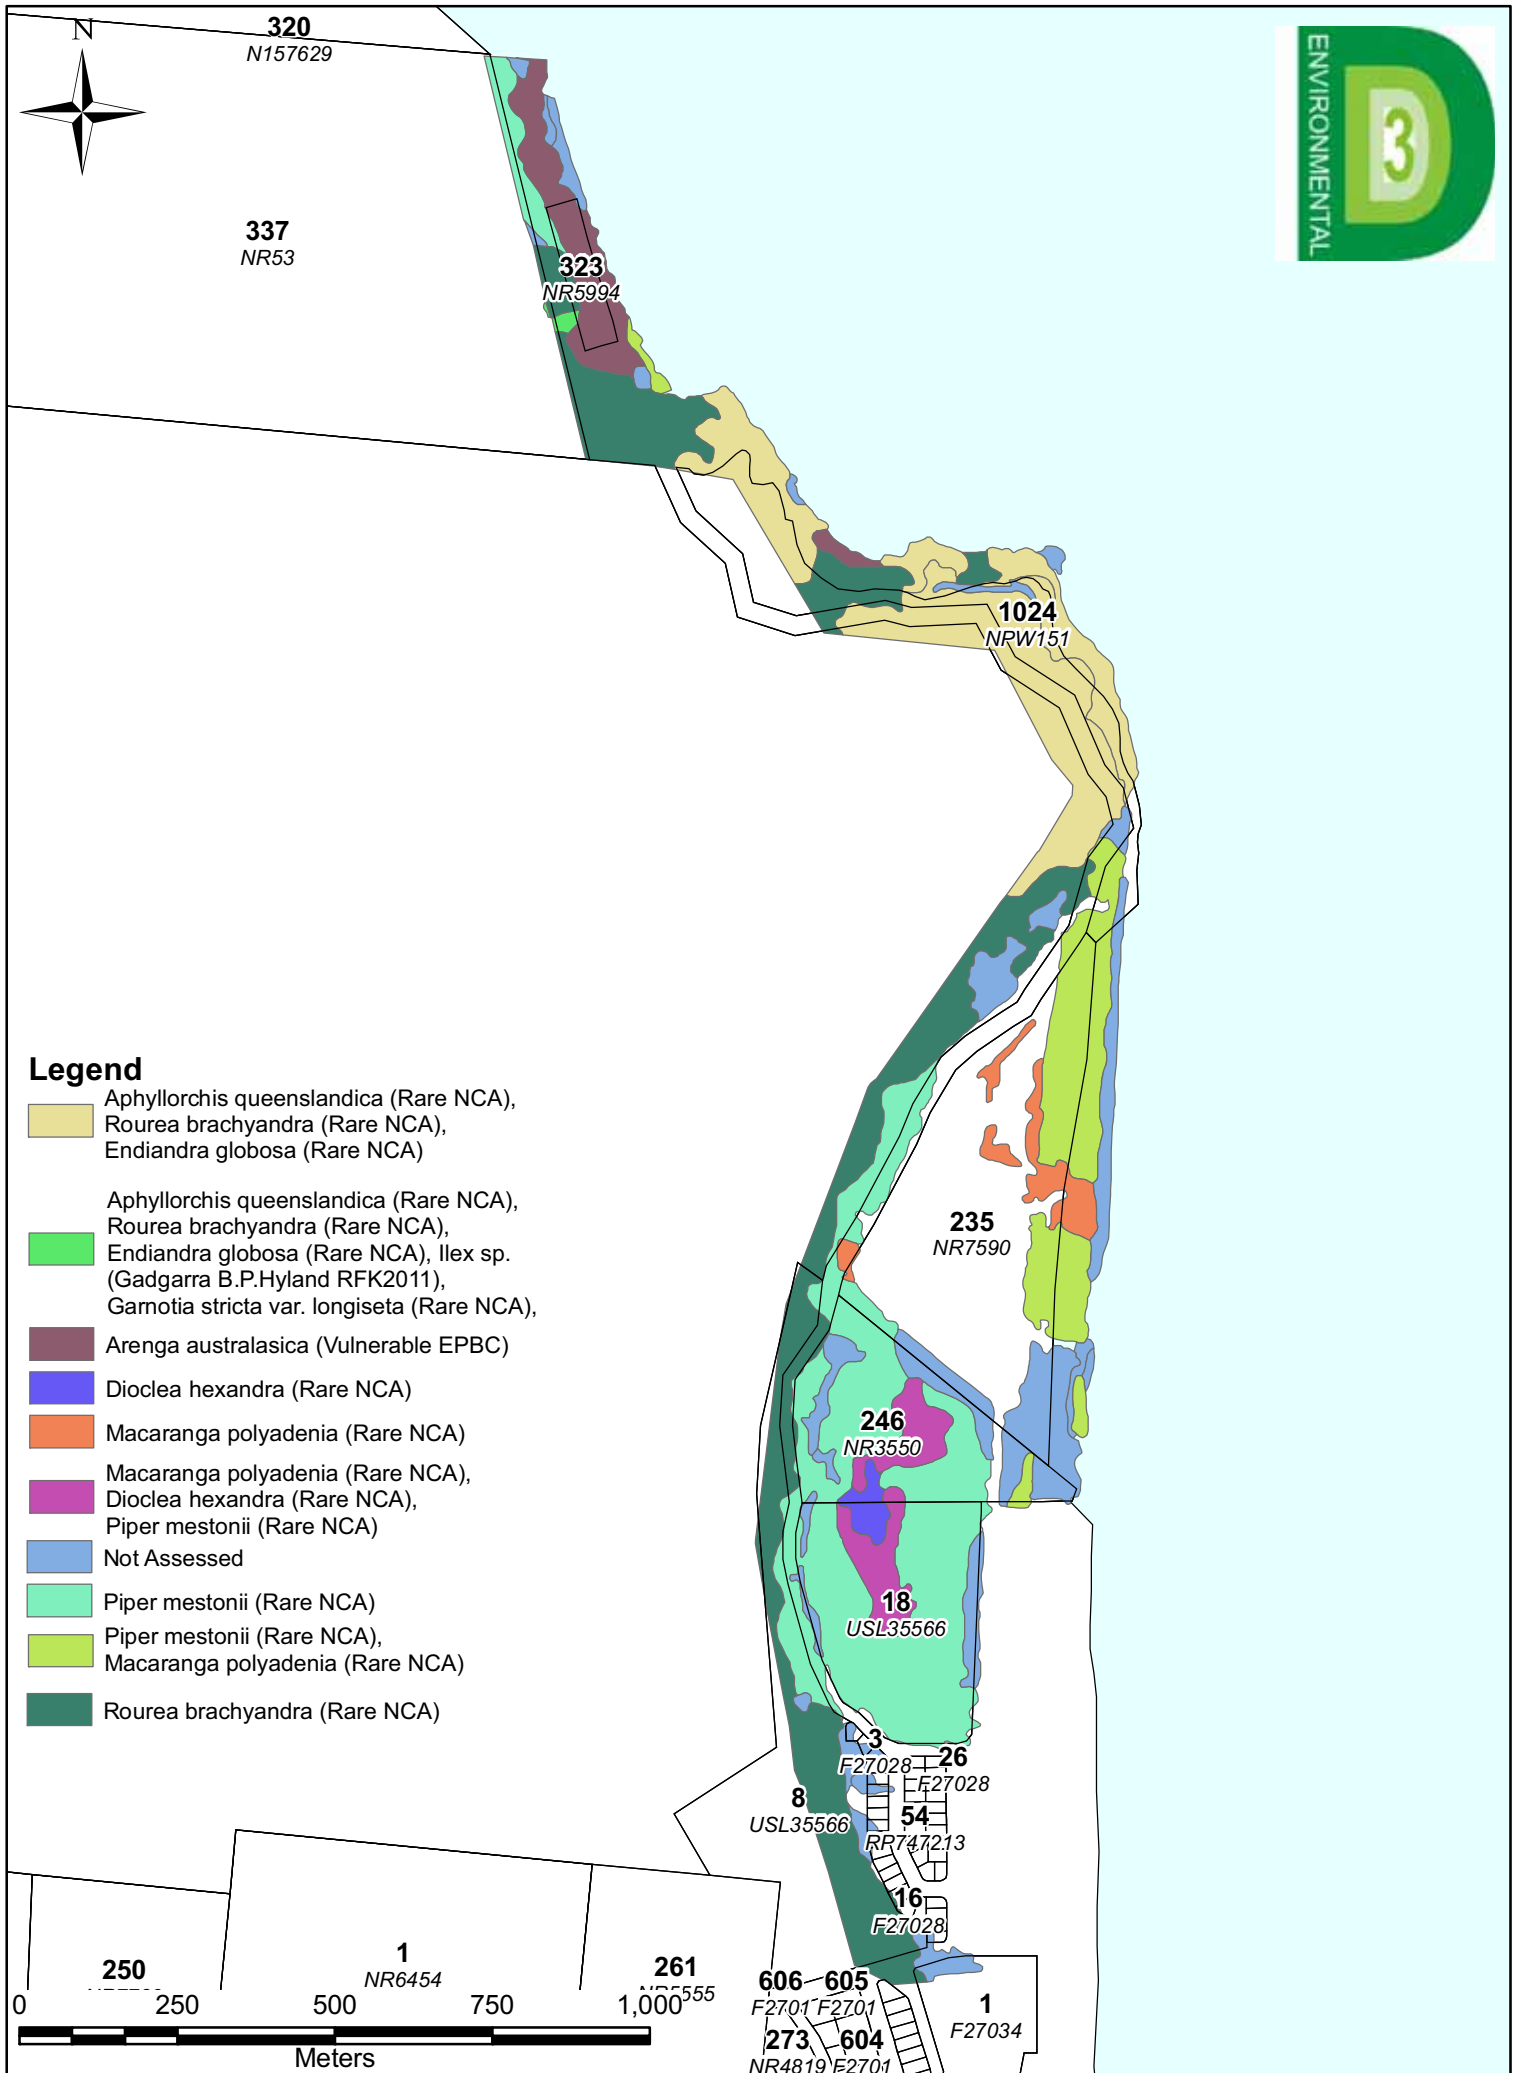 N
320
N157629
ENVIRONMENTAL
D
3
337
NR53
323
NR5994
1024
NPW151
Legend
Aphyllorchis queenslandica (Rare NCA),
Rourea brachyandra (Rare NCA),
Endiandra globosa (Rare NCA)
Aphyllorchis queenslandica (Rare NCA),
Rourea brachyandra (Rare NCA),
Endiandra globosa (Rare NCA), Ilex sp.
(Gadgarra B.P.Hyland RFK2011),
Garnotia stricta var. longiseta (Rare NCA),
Arenga australasica (Vulnerable EPBC)
Dioclea hexandra (Rare NCA)
Macaranga polyadenia (Rare NCA)
Macaranga polyadenia (Rare NCA),
Dioclea hexandra (Rare NCA),
Piper mestonii (Rare NCA)
Not Assessed
Piper mestonii (Rare NCA)
Piper mestonii (Rare NCA),
Macaranga polyadenia (Rare NCA)
Rourea brachyandra (Rare NCA)
235
NR7590
246
NR3550
18
USL35566
3
F27028
26
F27028
8
USL35566
54
RP747213
16
F27028
250
1
NR6454
261
606
F2701
605
F2701
1
F27034
273
NR4819
604
F2701
0 250 500 750 1,000
Meters